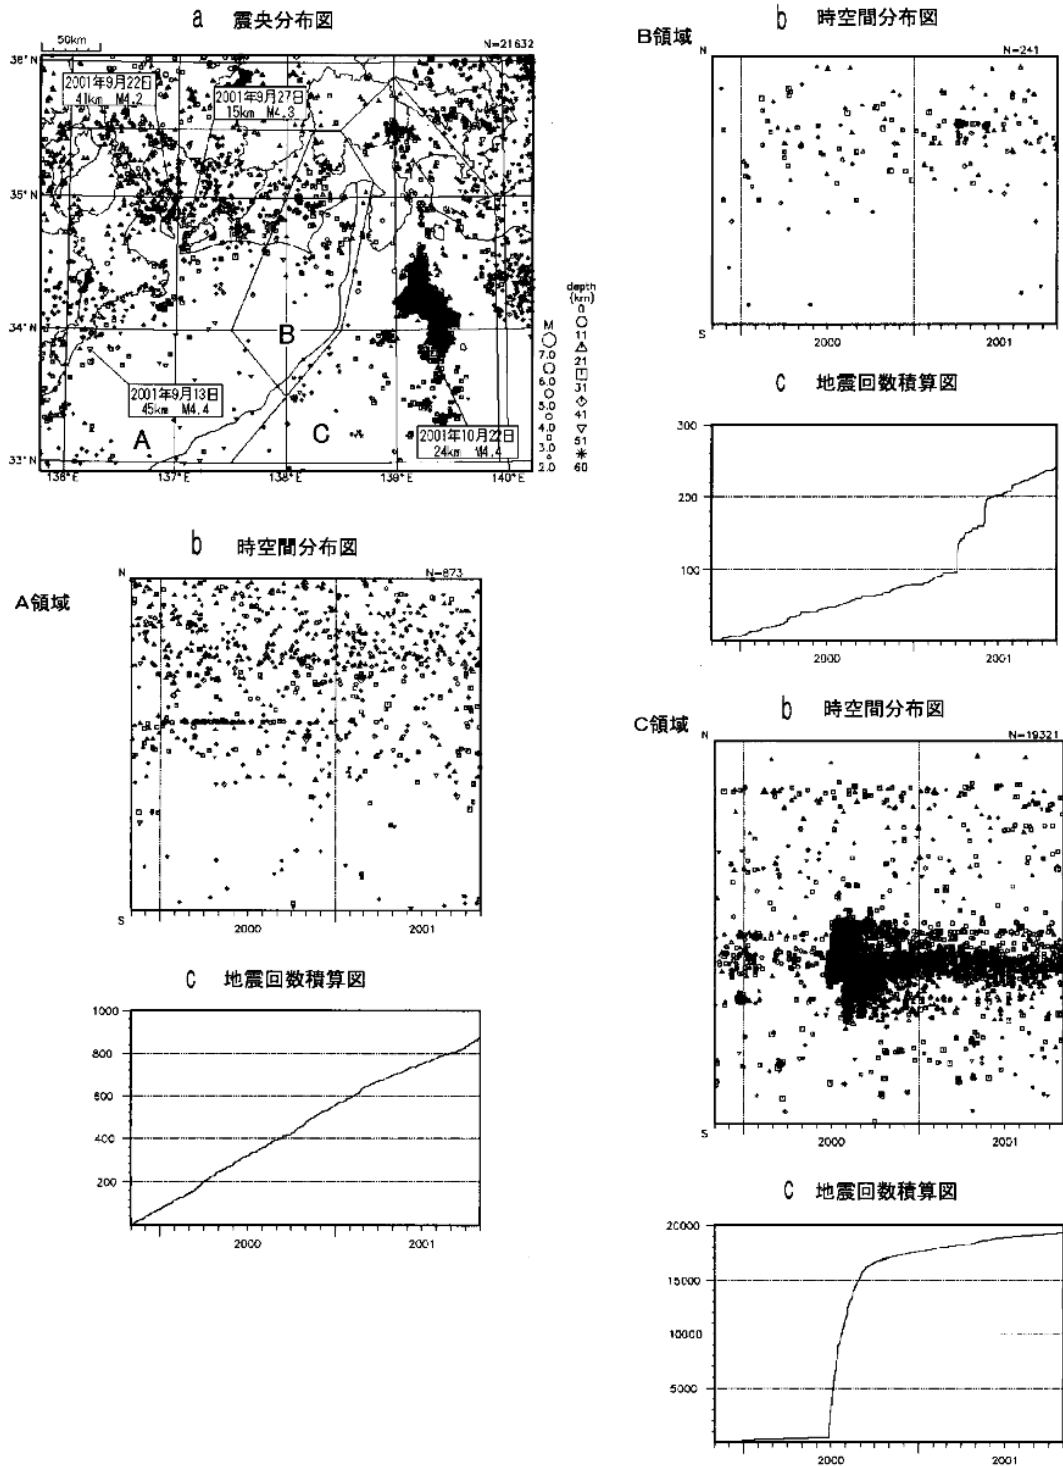 a 震央分布図
50km
N=21632
36°N
35°N
34°N
33°N
136°E
137°E
138°E
139°E
140°E
2001年9月22日
41km M4.2
2001年9月27日
15km M4.3
2001年9月13日
45km M4.4
2001年10月22日
24km M4.4
A
B
C
M
7.0
6.0
5.0
4.0
3.0
2.0
depth
(km)
0
11
21
31
41
51
60
b 時空間分布図
A領域
N
N=873
S
2000
2001
c 地震回数積算図
1000
800
600
400
200
2000
2001
b 時空間分布図
B領域
N
N=241
S
2000
2001
c 地震回数積算図
300
200
100
2000
2001
b 時空間分布図
C領域
N
N=19321
S
2000
2001
c 地震回数積算図
20000
15000
10000
5000
2000
2001